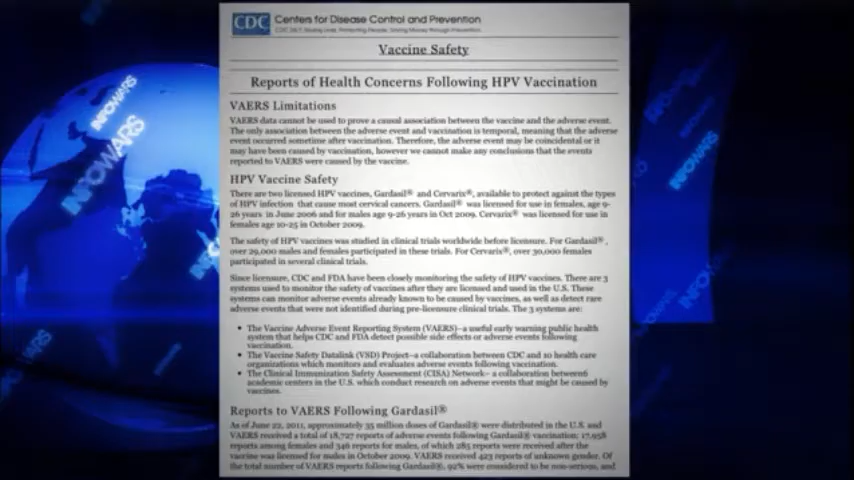 CDC Centers for Disease Control and Prevention
CDC 24/7: Saving Lives. Protecting People. Saving Money through Prevention.
Vaccine Safety
Reports of Health Concerns Following HPV Vaccination
VAERS Limitations
VAERS data cannot be used to prove a causal association between the vaccine and the adverse event.
The only association between the adverse event and vaccination is temporal, meaning that the adverse
event occurred sometime after vaccination. Therefore, the adverse event may be coincidental or it
may have been caused by vaccination, however we cannot make any conclusions that the events
reported to VAERS were caused by the vaccine.
HPV Vaccine Safety
There are two licensed HPV vaccines, Gardasil® and Cervarix®, available to protect against the types
of HPV infection that cause most cervical cancers. Gardasil® was licensed for use in females, age 9-
26 years in June 2006 and for males age 9-26 years in Oct 2009. Cervarix® was licensed for use in
females age 10-25 in October 2009.
The safety of HPV vaccines was studied in clinical trials worldwide before licensure. For Gardasil® ,
over 29,000 males and females participated in these trials. For Cervarix®, over 30,000 females
participated in several clinical trials.
Since licensure, CDC and FDA have been closely monitoring the safety of HPV vaccines. There are 3
systems used to monitor the safety of vaccines after they are licensed and used in the U.S. These
systems can monitor adverse events already known to be caused by vaccines, as well as detect rare
adverse events that were not identified during pre-licensure clinical trials. The 3 systems are:
• The Vaccine Adverse Event Reporting System (VAERS)–a useful early warning public health
system that helps CDC and FDA detect possible side effects or adverse events following
vaccination.
• The Vaccine Safety Datalink (VSD) Project–a collaboration between CDC and 10 health care
organizations which monitors and evaluates adverse events following vaccination.
• The Clinical Immunization Safety Assessment (CISA) Network– a collaboration between6
academic centers in the U.S. which conduct research on adverse events that might be caused by
vaccines.
Reports to VAERS Following Gardasil®
As of June 22, 2011, approximately 35 million doses of Gardasil® were distributed in the U.S. and
VAERS received a total of 18,727 reports of adverse events following Gardasil® vaccination: 17,958
reports among females and 346 reports for males, of which 285 reports were received after the
vaccine was licensed for males in October 2009. VAERS received 423 reports of unknown gender. Of
the total number of VAERS reports following Gardasil®, 92% were considered to be non-serious, and
INFOWARS
INFOWARS
INFOWARS
INFOWARS